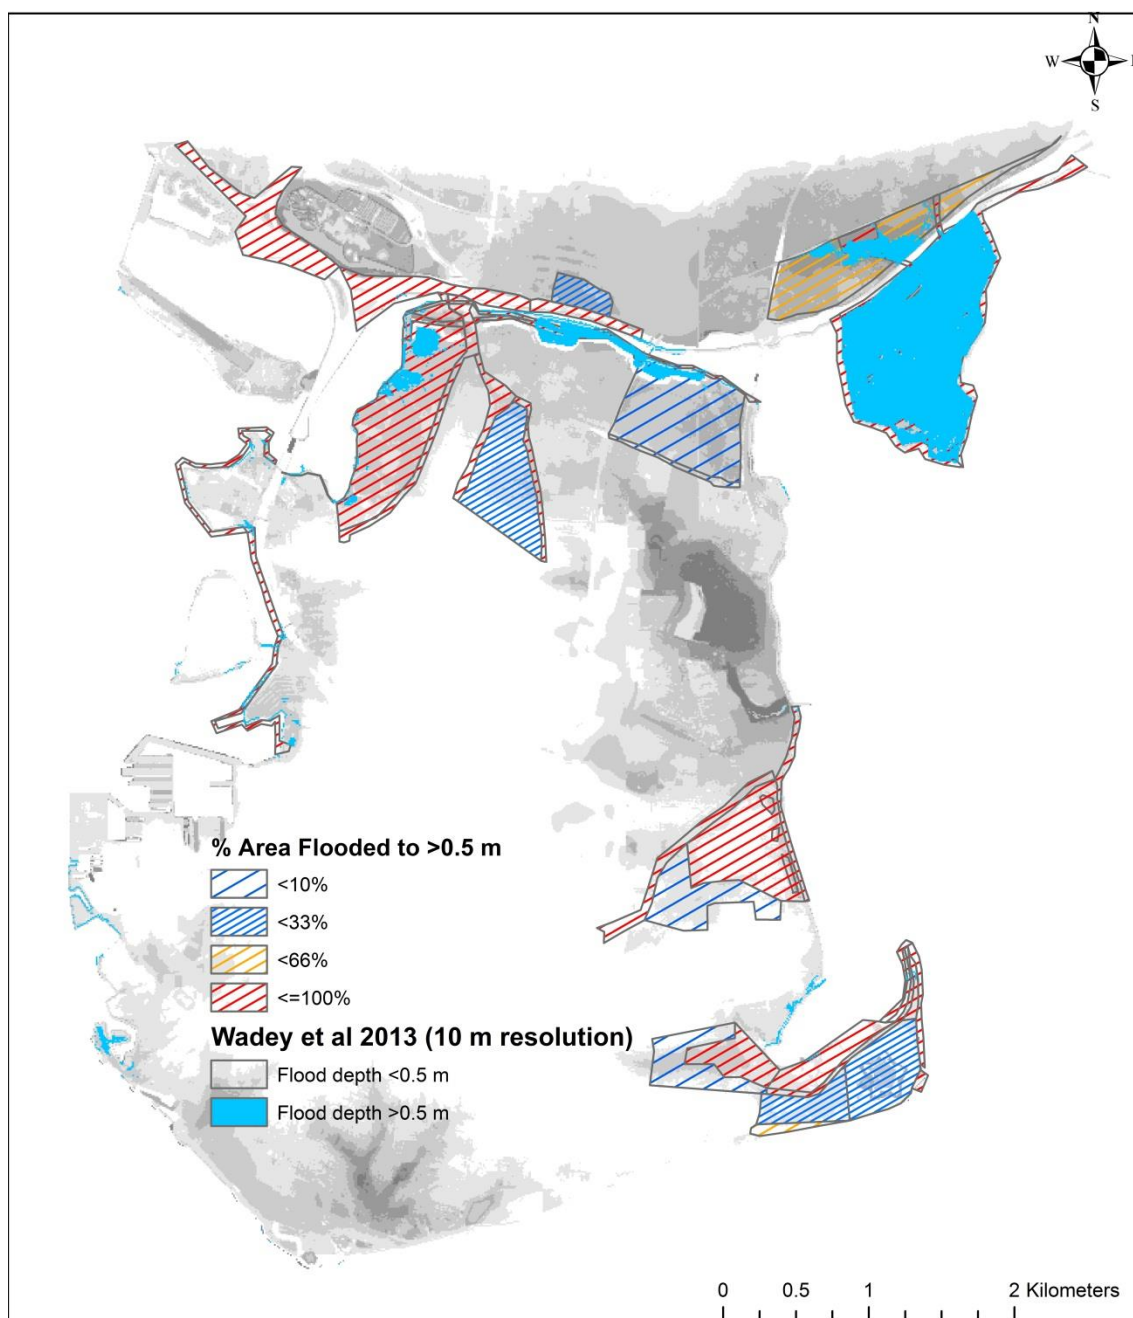 N
W
S
% Area Flooded to >0.5 m
<10%
<33%
<66%
<=100%
Wadey et al 2013 (10 m resolution)
Flood depth <0.5 m
Flood depth >0.5 m
0 0.5 1 2 Kilometers